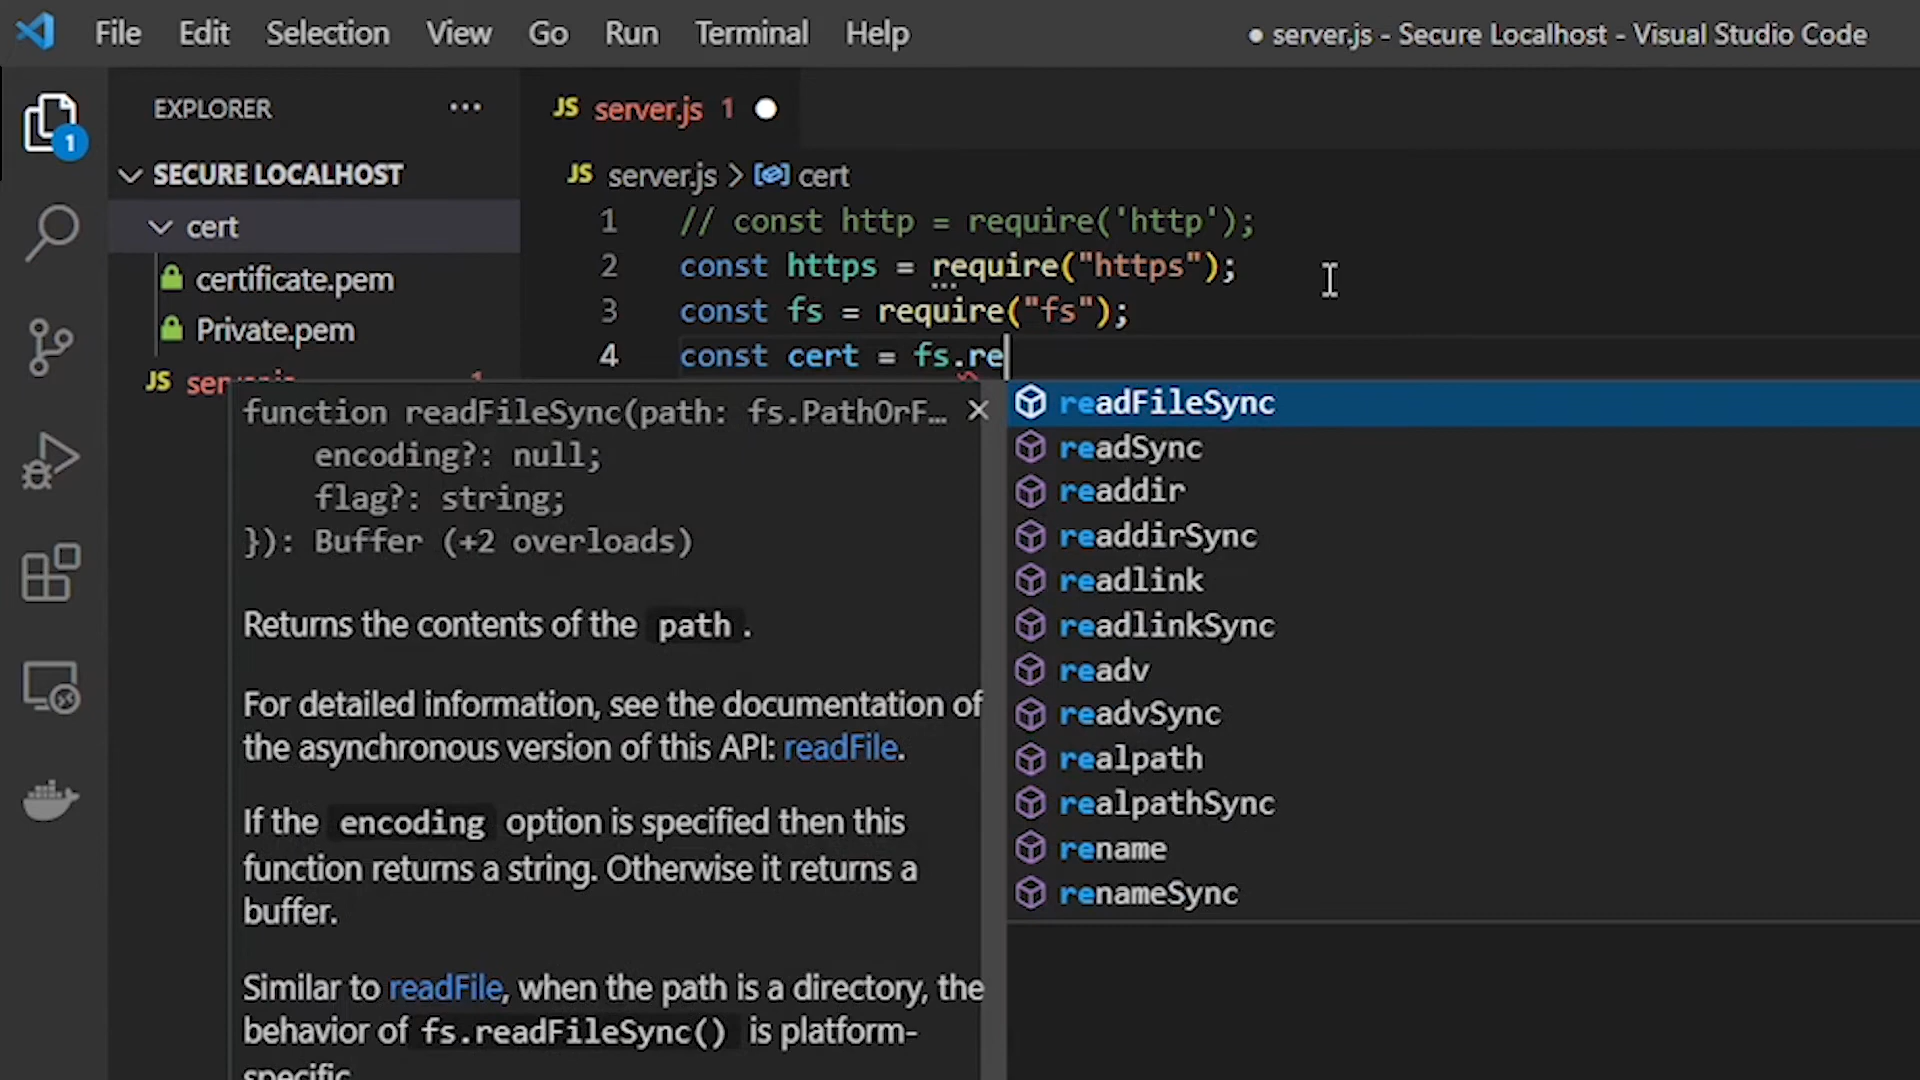 File Edit Selection View Go Run Terminal Help
● server.js - Secure Localhost - Visual Studio Code
EXPLORER ...
JS server.js 1
1
SECURE LOCALHOST
cert
certificate.pem
Private.pem
JS server.js 1
JS server.js > cert
1 // const http = require('http');
2 const https = require("https");
3 const fs = require("fs");
4 const cert = fs.re
function readFileSync(path: fs.PathOrF…
encoding?: null;
flag?: string;
}): Buffer (+2 overloads)
Returns the contents of the path.
For detailed information, see the documentation of
the asynchronous version of this API: readFile.
If the encoding option is specified then this
function returns a string. Otherwise it returns a
buffer.
Similar to readFile, when the path is a directory, the
behavior of fs.readFileSync() is platform-
specific.
readFileSync
readSync
readdir
readdirSync
readlink
readlinkSync
readv
readvSync
realpath
realpathSync
rename
renameSync